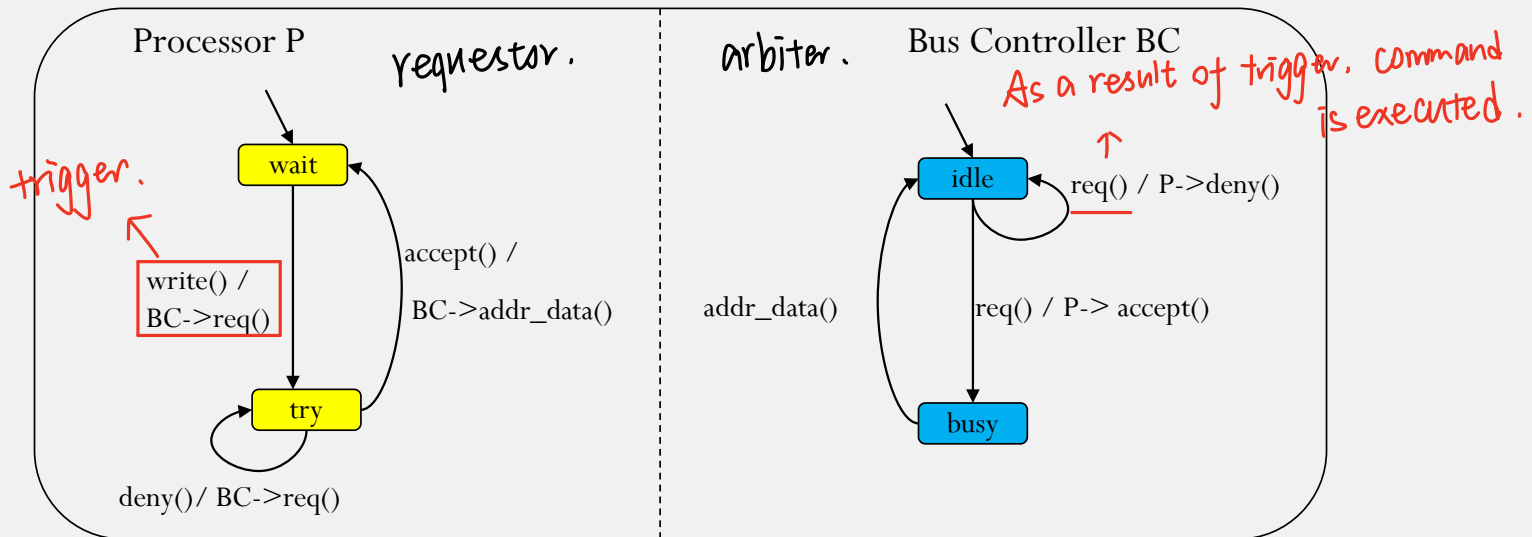 Processor P
requestor.
arbiter.
Bus Controller BC
As a result of trigger. command
is executed.
trigger.
wait
write() /
BC->req()
accept() /
BC->addr_data()
try
deny()/ BC->req()
idle
req() / P->deny()
addr_data()
req() / P-> accept()
busy